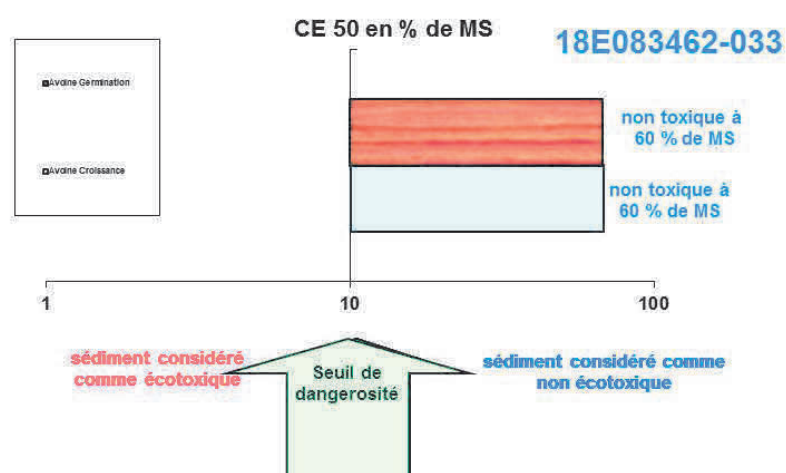 CE 50 en % de MS
18E083462-033
Avoine Germination
Avoine Croissance
non toxique à
60 % de MS
non toxique à
60 % de MS
1
10
100
sédiment considéré
comme écotoxique
Seuil de
dangerosité
sédiment considéré comme
non écotoxique